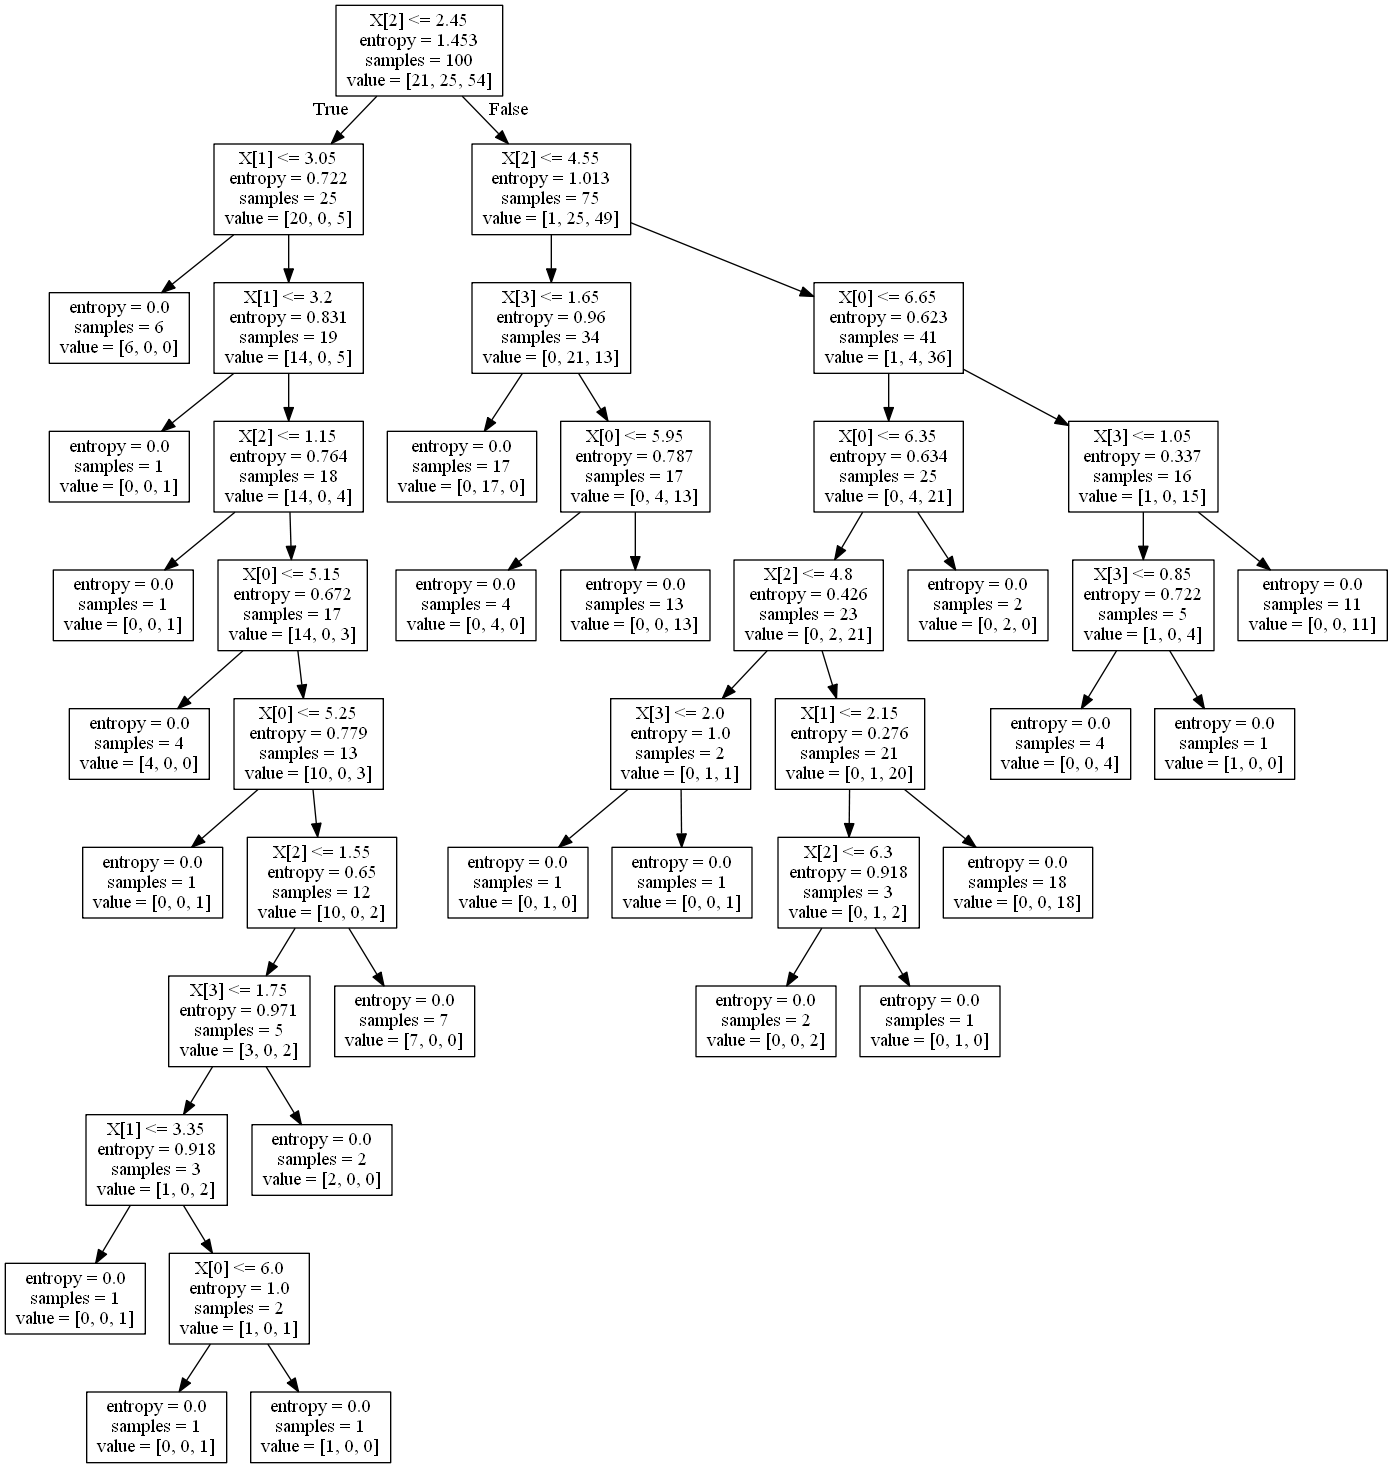 X[2] <= 2.45
entropy = 1.453
samples = 100
value = [21, 25, 54]
True
False
X[1] <= 3.05
entropy = 0.722
samples = 25
value = [20, 0, 5]
X[2] <= 4.55
entropy = 1.013
samples = 75
value = [1, 25, 49]
entropy = 0.0
samples = 6
value = [6, 0, 0]
X[1] <= 3.2
entropy = 0.831
samples = 19
value = [14, 0, 5]
X[3] <= 1.65
entropy = 0.96
samples = 34
value = [0, 21, 13]
X[0] <= 6.65
entropy = 0.623
samples = 41
value = [1, 4, 36]
entropy = 0.0
samples = 1
value = [0, 0, 1]
X[2] <= 1.15
entropy = 0.764
samples = 18
value = [14, 0, 4]
entropy = 0.0
samples = 17
value = [0, 17, 0]
X[0] <= 5.95
entropy = 0.787
samples = 17
value = [0, 4, 13]
X[0] <= 6.35
entropy = 0.634
samples = 25
value = [0, 4, 21]
X[3] <= 1.05
entropy = 0.337
samples = 16
value = [1, 0, 15]
entropy = 0.0
samples = 1
value = [0, 0, 1]
X[0] <= 5.15
entropy = 0.672
samples = 17
value = [14, 0, 3]
entropy = 0.0
samples = 4
value = [0, 4, 0]
entropy = 0.0
samples = 13
value = [0, 0, 13]
X[2] <= 4.8
entropy = 0.426
samples = 23
value = [0, 2, 21]
entropy = 0.0
samples = 2
value = [0, 2, 0]
X[3] <= 0.85
entropy = 0.722
samples = 5
value = [1, 0, 4]
entropy = 0.0
samples = 11
value = [0, 0, 11]
entropy = 0.0
samples = 4
value = [4, 0, 0]
X[0] <= 5.25
entropy = 0.779
samples = 13
value = [10, 0, 3]
X[3] <= 2.0
entropy = 1.0
samples = 2
value = [0, 1, 1]
X[1] <= 2.15
entropy = 0.276
samples = 21
value = [0, 1, 20]
entropy = 0.0
samples = 4
value = [0, 0, 4]
entropy = 0.0
samples = 1
value = [1, 0, 0]
entropy = 0.0
samples = 1
value = [0, 0, 1]
X[2] <= 1.55
entropy = 0.65
samples = 12
value = [10, 0, 2]
entropy = 0.0
samples = 1
value = [0, 1, 0]
entropy = 0.0
samples = 1
value = [0, 0, 1]
X[2] <= 6.3
entropy = 0.918
samples = 3
value = [0, 1, 2]
entropy = 0.0
samples = 18
value = [0, 0, 18]
X[3] <= 1.75
entropy = 0.971
samples = 5
value = [3, 0, 2]
entropy = 0.0
samples = 7
value = [7, 0, 0]
entropy = 0.0
samples = 2
value = [0, 0, 2]
entropy = 0.0
samples = 1
value = [0, 1, 0]
X[1] <= 3.35
entropy = 0.918
samples = 3
value = [1, 0, 2]
entropy = 0.0
samples = 2
value = [2, 0, 0]
entropy = 0.0
samples = 1
value = [0, 0, 1]
X[0] <= 6.0
entropy = 1.0
samples = 2
value = [1, 0, 1]
entropy = 0.0
samples = 1
value = [0, 0, 1]
entropy = 0.0
samples = 1
value = [1, 0, 0]